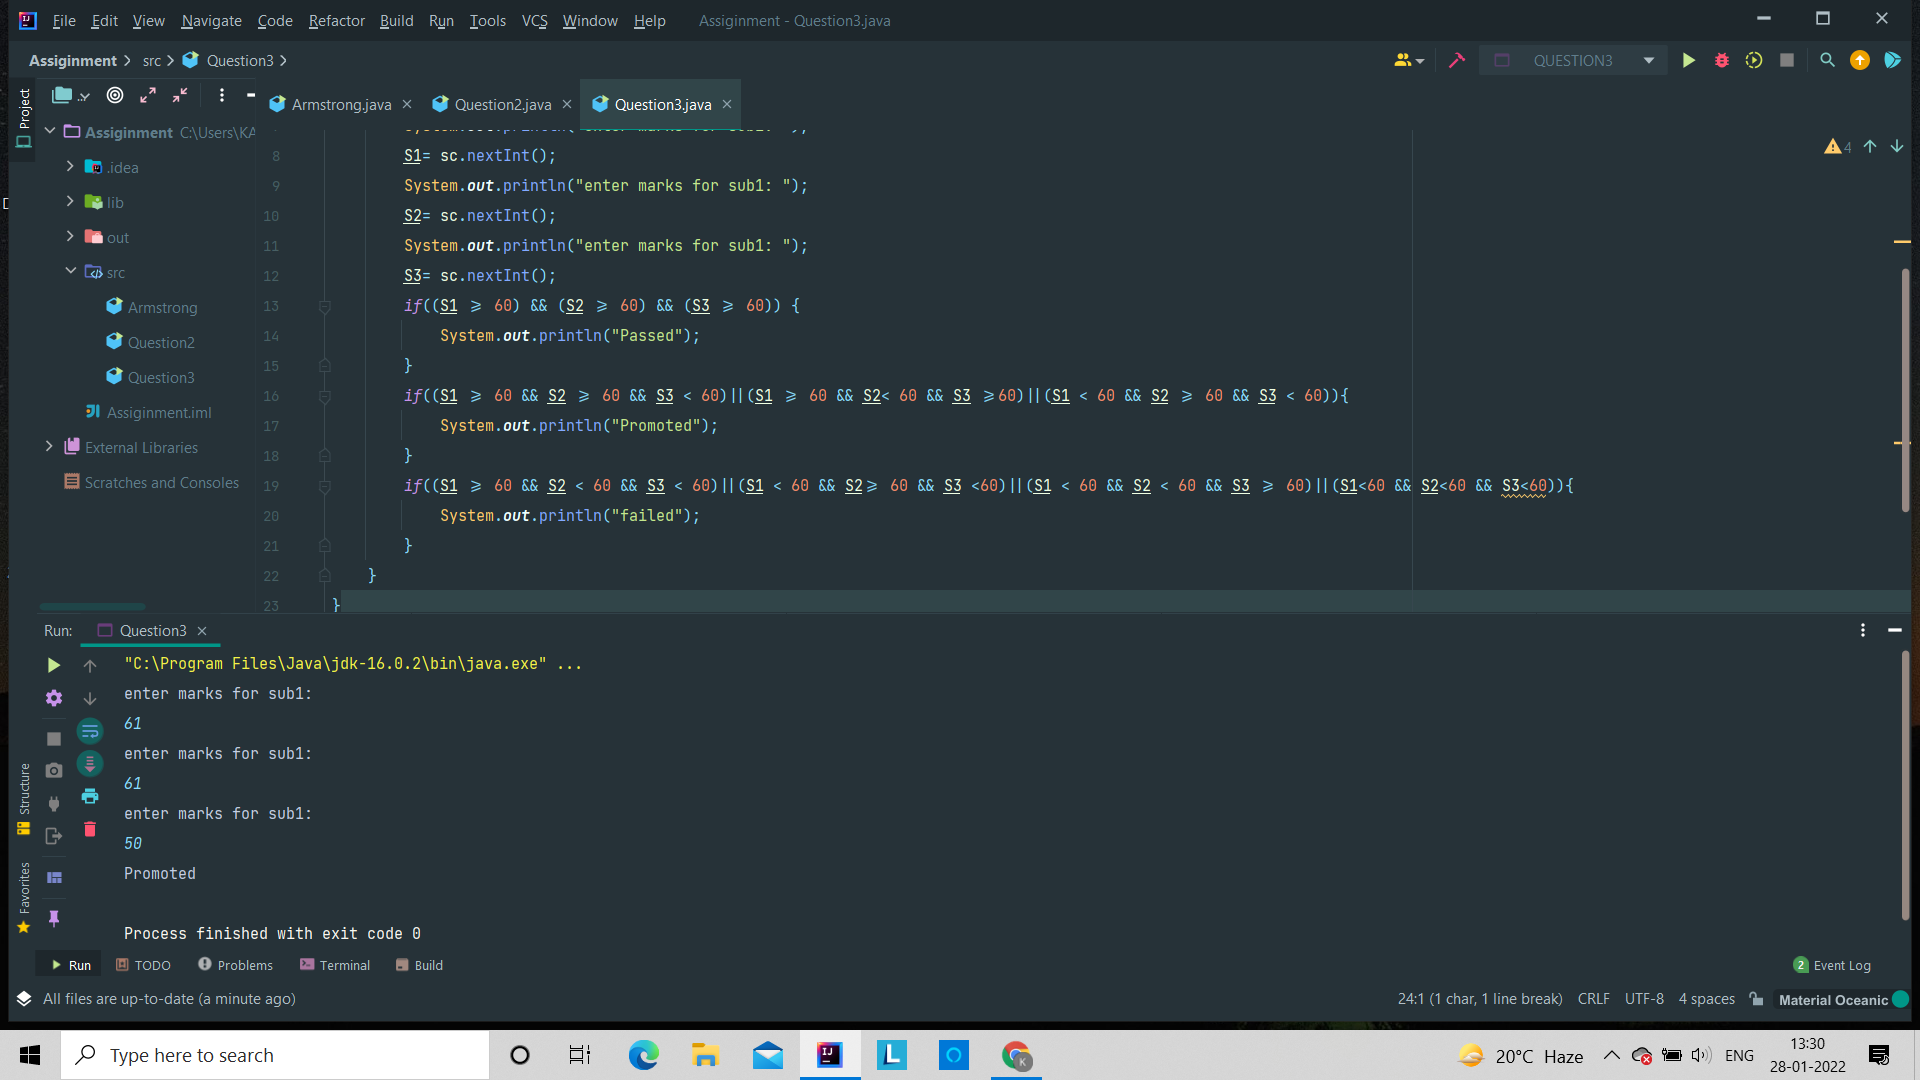 File Edit View Navigate Code Refactor Build Run Tools VCS Window Help Assiginment - Question3.java
Assiginment src Question3 QUESTION3
Project
Armstrong.java Question2.java Question3.java
Assiginment C:\Users\KA
.idea
lib
out
src
Armstrong
Question2
Question3
Assiginment.iml
External Libraries
Scratches and Consoles
4
8 S1= sc.nextInt();
9 System.out.println("enter marks for sub1: ");
10 S2= sc.nextInt();
11 System.out.println("enter marks for sub1: ");
12 S3= sc.nextInt();
13 if((S1 ⩾ 60) && (S2 ⩾ 60) && (S3 ⩾ 60)) {
14 System.out.println("Passed");
15 }
16 if((S1 ⩾ 60 && S2 ⩾ 60 && S3 < 60)||(S1 ⩾ 60 && S2< 60 && S3 ⩾60)||(S1 < 60 && S2 ⩾ 60 && S3 < 60)){
17 System.out.println("Promoted");
18 }
19 if((S1 ⩾ 60 && S2 < 60 && S3 < 60)||(S1 < 60 && S2⩾ 60 && S3 <60)||(S1 < 60 && S2 < 60 && S3 ⩾ 60)||(S1<60 && S2<60 && S3<60)){
20 System.out.println("failed");
21 }
22 }
23 }
Run: Question3
"C:\Program Files\Java\jdk-16.0.2\bin\java.exe" ...
enter marks for sub1:
61
enter marks for sub1:
61
enter marks for sub1:
50
Promoted
Process finished with exit code 0
Structure
Favorites
Run TODO Problems Terminal Build 2 Event Log
All files are up-to-date (a minute ago) 24:1 (1 char, 1 line break) CRLF UTF-8 4 spaces Material Oceanic
Type here to search 20°C Haze ENG
13:30
28-01-2022